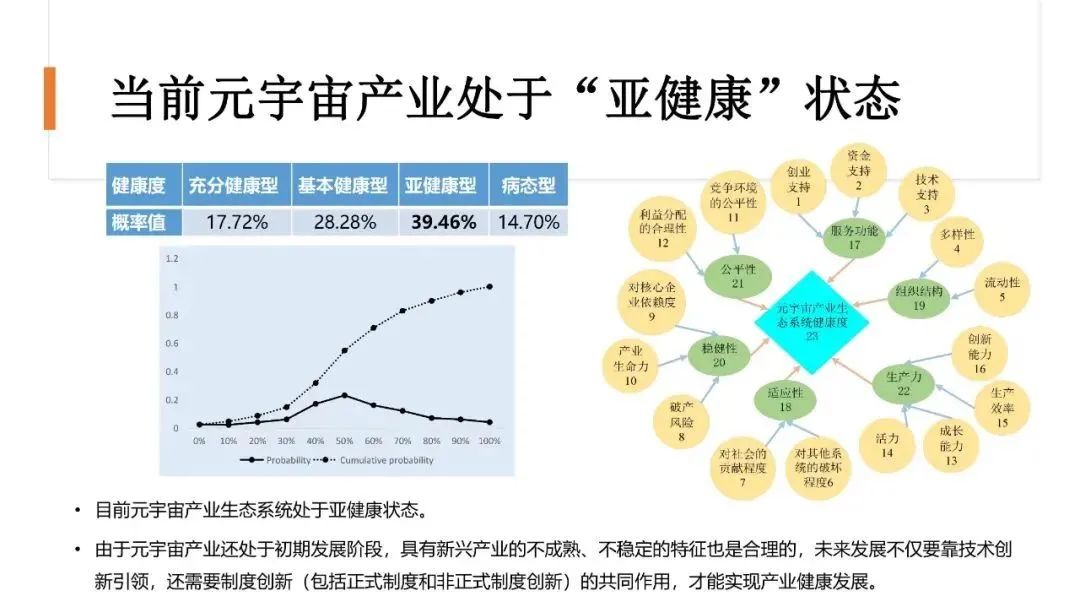 当前元宇宙产业处于“亚健康”状态
健康度 充分健康型 基本健康型 亚健康型 病态型
概率值 17.72% 28.28% 39.46% 14.70%
1.2
1
0.8
0.6
0.4
0.2
0
0% 10% 20% 30% 40% 50% 60% 70% 80% 90% 100%
Probability Cumulative probability
创业
支持
1
资金
支持
2
技术
支持
3
服务功能
17
多样性
4
流动性
5
组织结构
19
竞争环境
的公平性
11
利益分配
的合理性
12
公平性
21
元宇宙产业生
态系统健康度
23
对核心企
业依赖度
9
产业
生命力
10
破产
风险
8
稳健性
20
适应性
18
对社会的
贡献程度
7
对其他系
统的破坏
程度6
生产力
22
创新
能力
16
生产
效率
15
成长
能力
13
活力
14
• 目前元宇宙产业生态系统处于亚健康状态。
• 由于元宇宙产业还处于初期发展阶段，具有新兴产业的不成熟、不稳定的特征也是合理的，未来发展不仅要靠技术创
新引领，还需要制度创新（包括正式制度和非正式制度创新）的共同作用，才能实现产业健康发展。